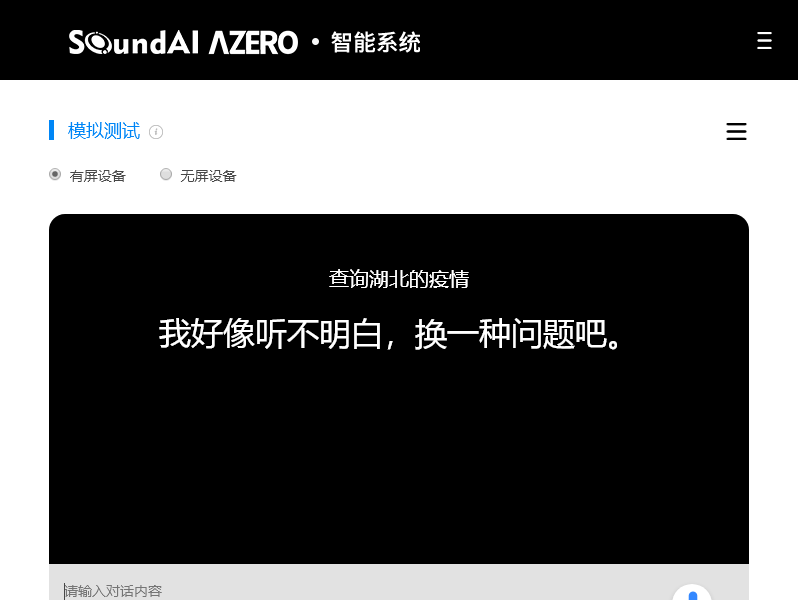 SoundAI AZERO · 智能系统
模拟测试
有屏设备 无屏设备
查询湖北的疫情
我好像听不明白，换一种问题吧。
请输入对话内容